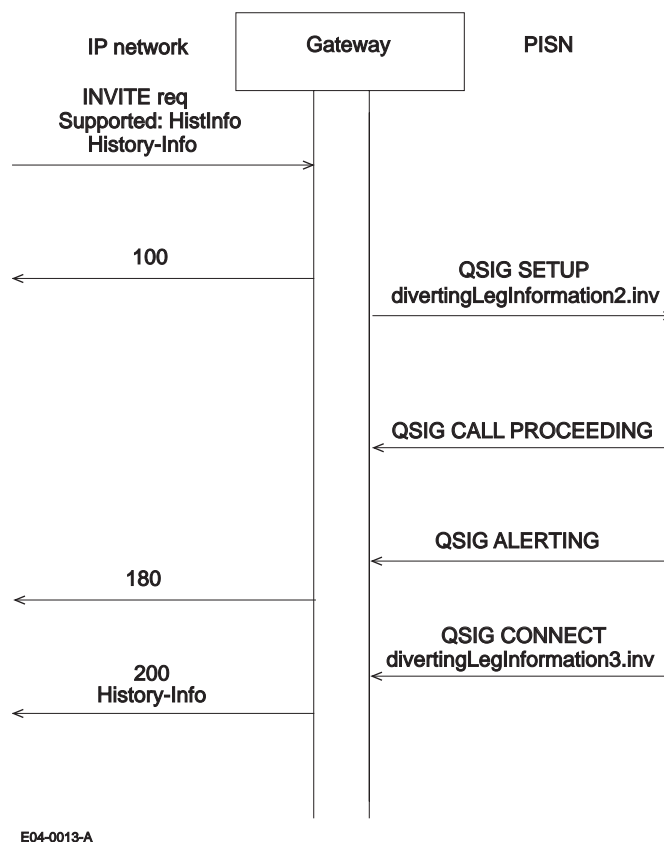 IP network
Gateway
PISN
INVITE req
Supported: HistInfo
History-Info
100
QSIG SETUP
divertingLegInformation2.inv
QSIG CALL PROCEEDING
QSIG ALERTING
180
QSIG CONNECT
divertingLegInformation3.inv
200
History-Info
E04-0013-A